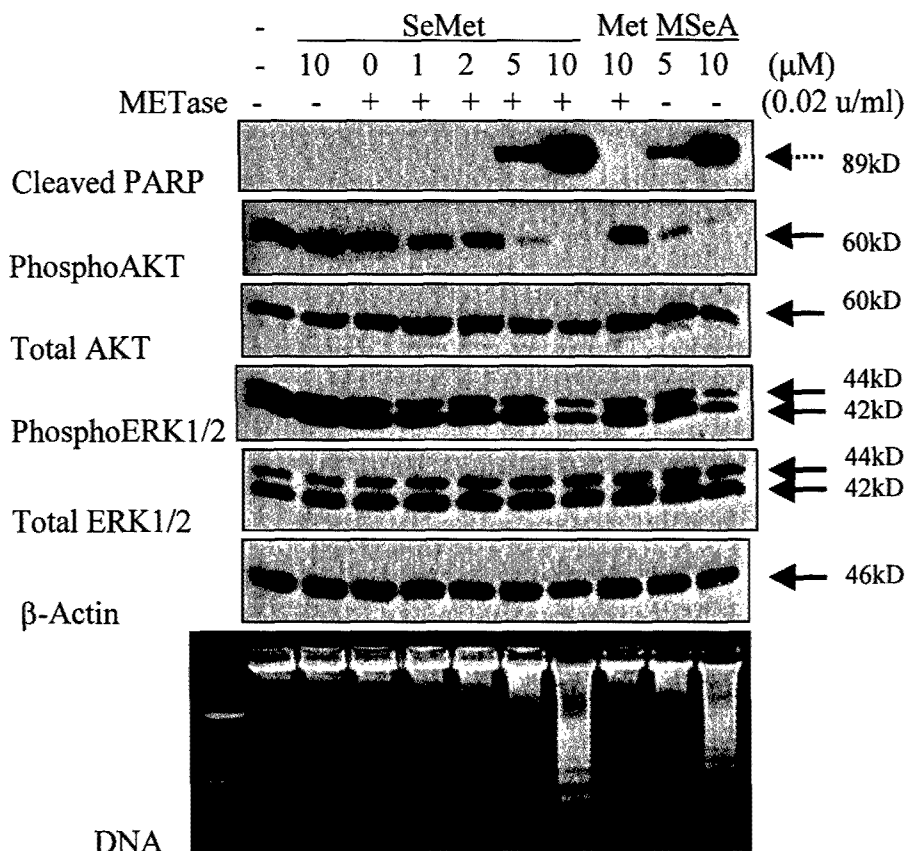 - SeMet Met MSeA
- 10 0 1 2 5 10 10 5 10 (μM)
METase - - + + + + + + - - (0.02 u/ml)
Cleaved PARP 89kD
PhosphoAKT 60kD
Total AKT 60kD
44kD
PhosphoERK1/2 42kD
44kD
Total ERK1/2 42kD
β-Actin 46kD
DNA